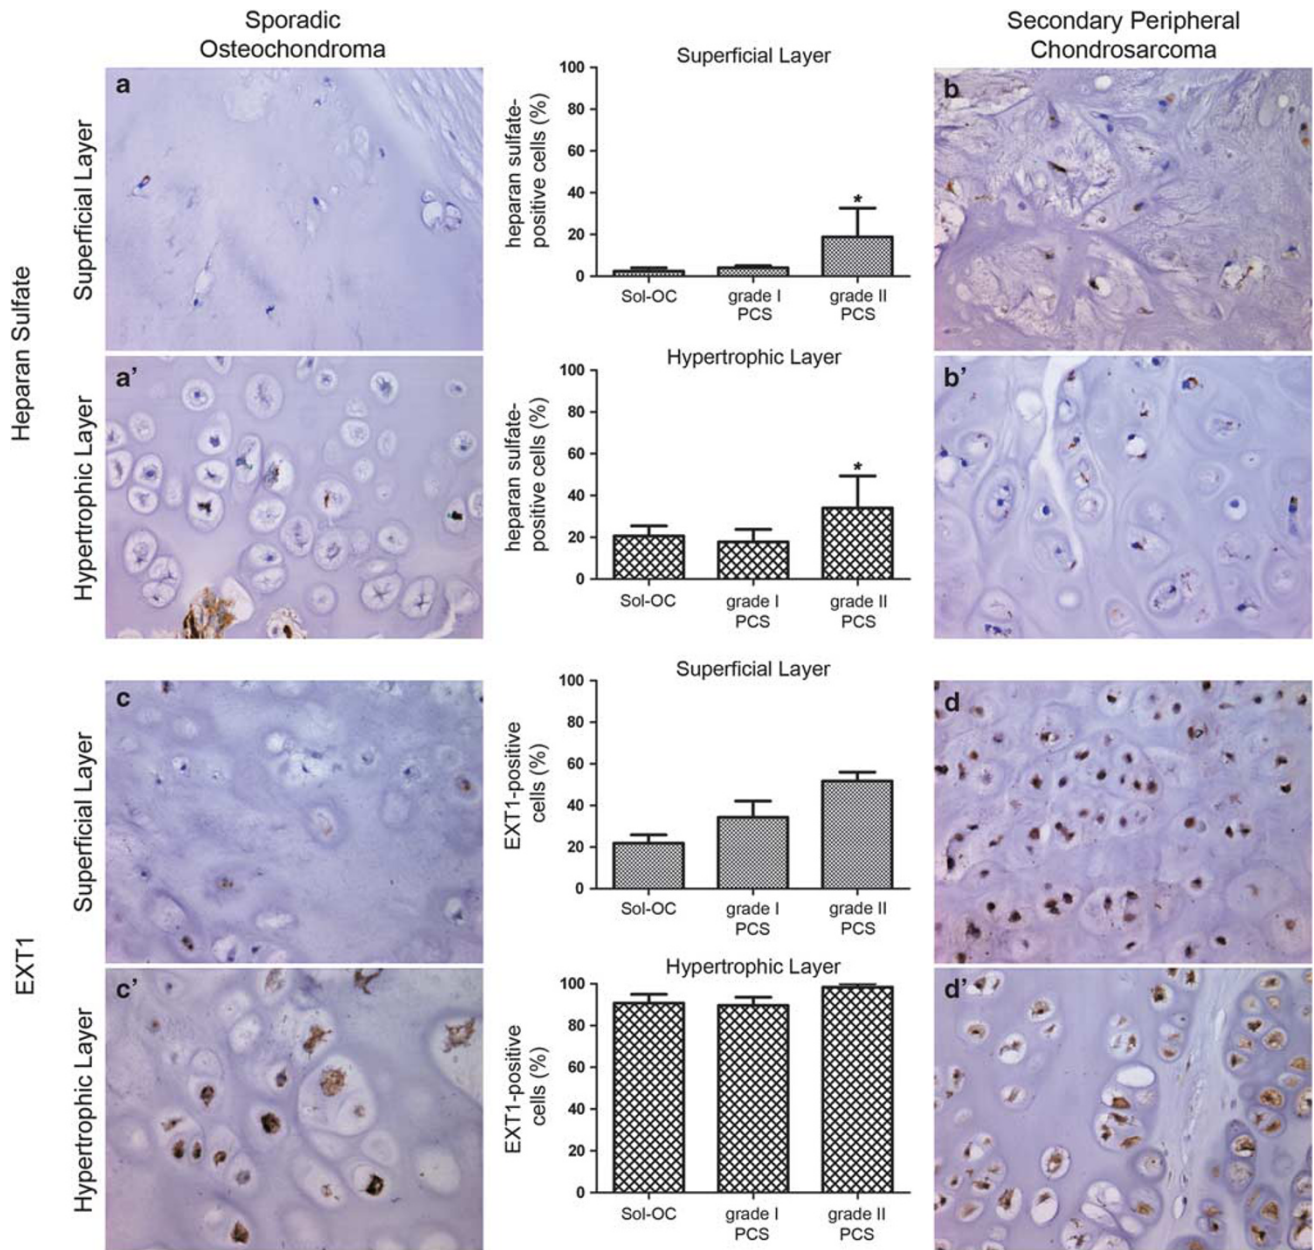 Sporadic
Osteochondroma
Secondary Peripheral
Chondrosarcoma
Heparan Sulfate
Superficial Layer
a
Superficial Layer
heparan sulfate-
positive cells (%)
100
80
60
40
20
0
*
Sol-OC
grade I
PCS
grade II
PCS
b
Hypertrophic Layer
a’
Hypertrophic Layer
heparan sulfate-
positive cells (%)
100
80
60
40
20
0
*
Sol-OC
grade I
PCS
grade II
PCS
b’
EXT1
Superficial Layer
c
Superficial Layer
EXT1-positive
cells (%)
100
80
60
40
20
0
Sol-OC
grade I
PCS
grade II
PCS
d
Hypertrophic Layer
c’
Hypertrophic Layer
EXT1-positive
cells (%)
100
80
60
40
20
0
Sol-OC
grade I
PCS
grade II
PCS
d’